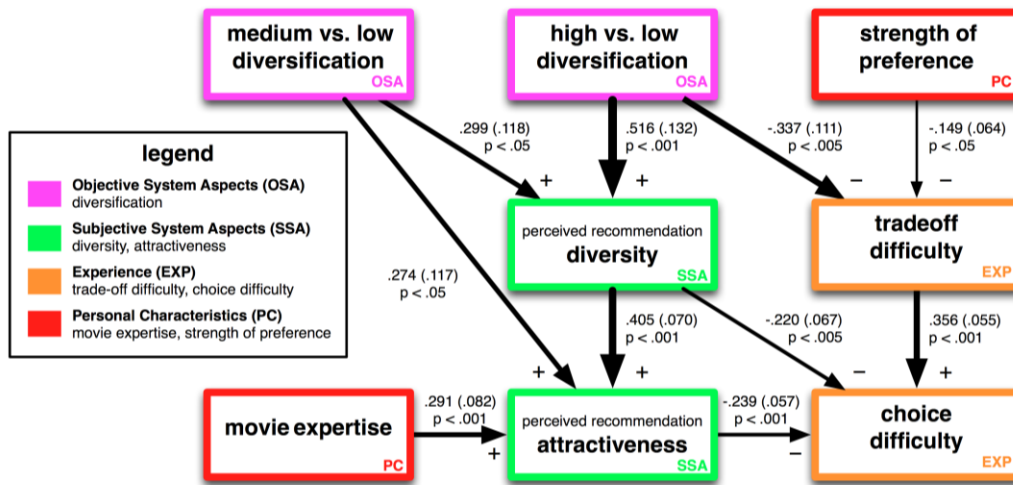 medium vs. low
diversification
OSA
high vs. low
diversification
OSA
strength of
preference
PC
.299 (.118)
p < .05
+
.516 (.132)
p < .001
+
-.337 (.111)
p < .005
–
-.149 (.064)
p < .05
–
legend
Objective System Aspects (OSA)
diversification
Subjective System Aspects (SSA)
diversity, attractiveness
Experience (EXP)
trade-off difficulty, choice difficulty
Personal Characteristics (PC)
movie expertise, strength of preference
perceived recommendation
diversity
SSA
tradeoff
difficulty
EXP
.274 (.117)
p < .05
+
.405 (.070)
p < .001
+
-.220 (.067)
p < .005
–
.356 (.055)
p < .001
+
movie expertise
PC
.291 (.082)
p < .001
+
perceived recommendation
attractiveness
SSA
-.239 (.057)
p < .001
–
choice
difficulty
EXP